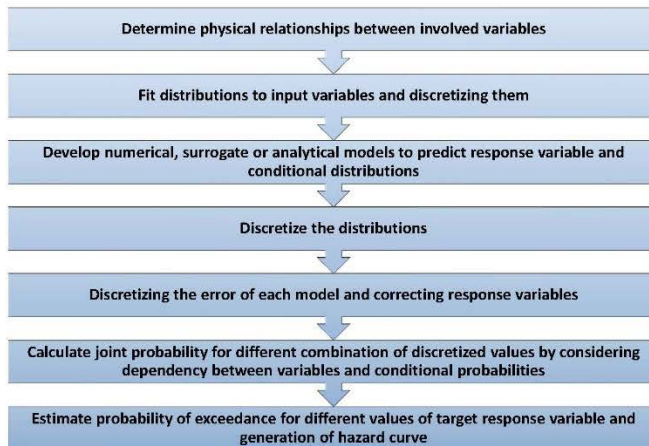 Determine physical relationships between involved variables
Fit distributions to input variables and discretizing them
Develop numerical, surrogate or analytical models to predict response variable and
conditional distributions
Discretize the distributions
Discretizing the error of each model and correcting response variables
Calculate joint probability for different combination of discretized values by considering
dependency between variables and conditional probabilities
Estimate probability of exceedance for different values of target response variable and
generation of hazard curve